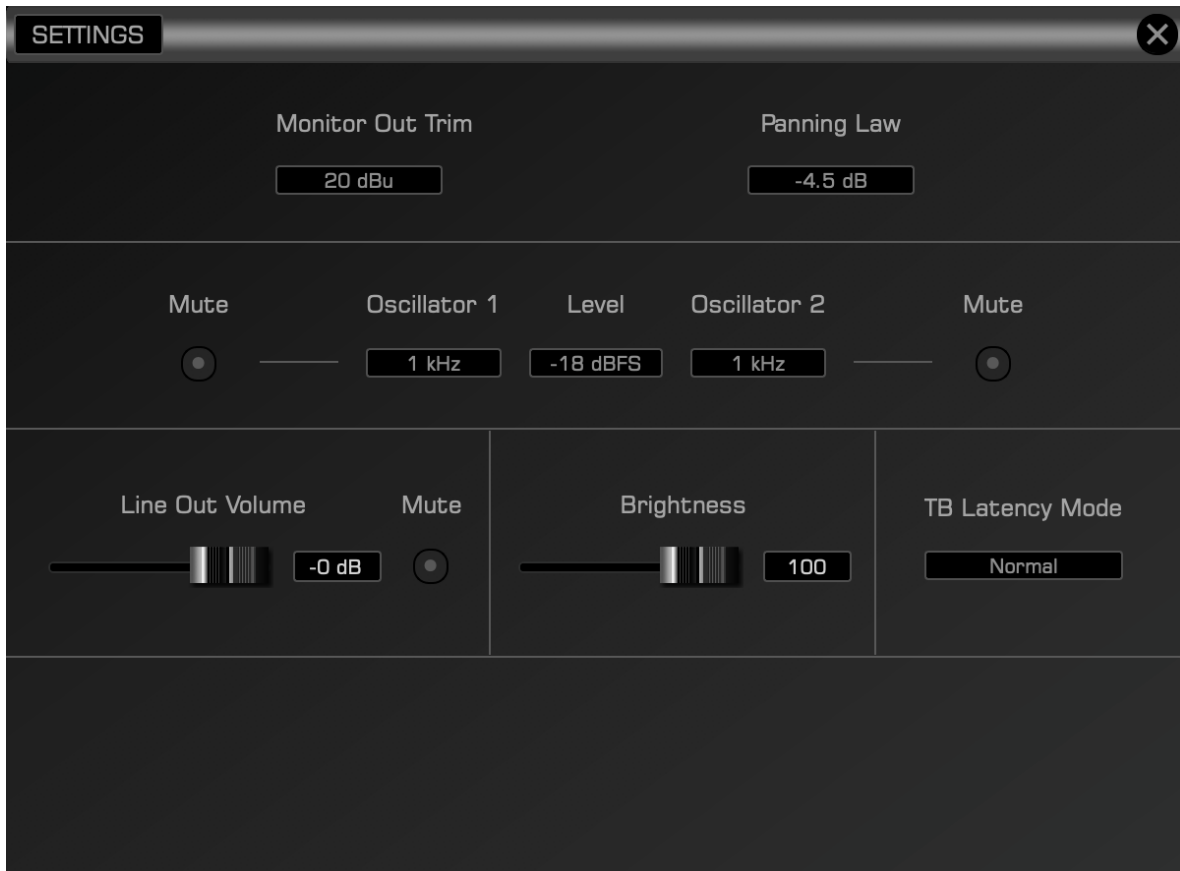 SETTINGS
Monitor Out Trim
Panning Law
20 dBu
-4.5 dB
Mute
Oscillator 1
Level
Oscillator 2
Mute
1 kHz
-18 dBFS
1 kHz
Line Out Volume
Mute
Brightness
TB Latency Mode
-0 dB
100
Normal